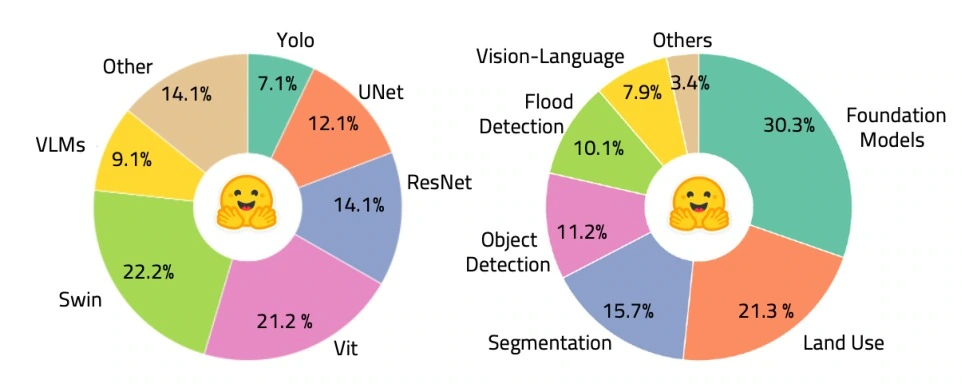 Yolo
7.1%
UNet
12.1%
ResNet
14.1%
Vit
21.2 %
Swin
22.2%
VLMs
9.1%
Other
14.1%
Foundation
Models
30.3%
Land Use
21.3 %
Segmentation
15.7%
Object
Detection
11.2%
Flood
Detection
10.1%
Vision-Language
7.9%
Others
3.4%